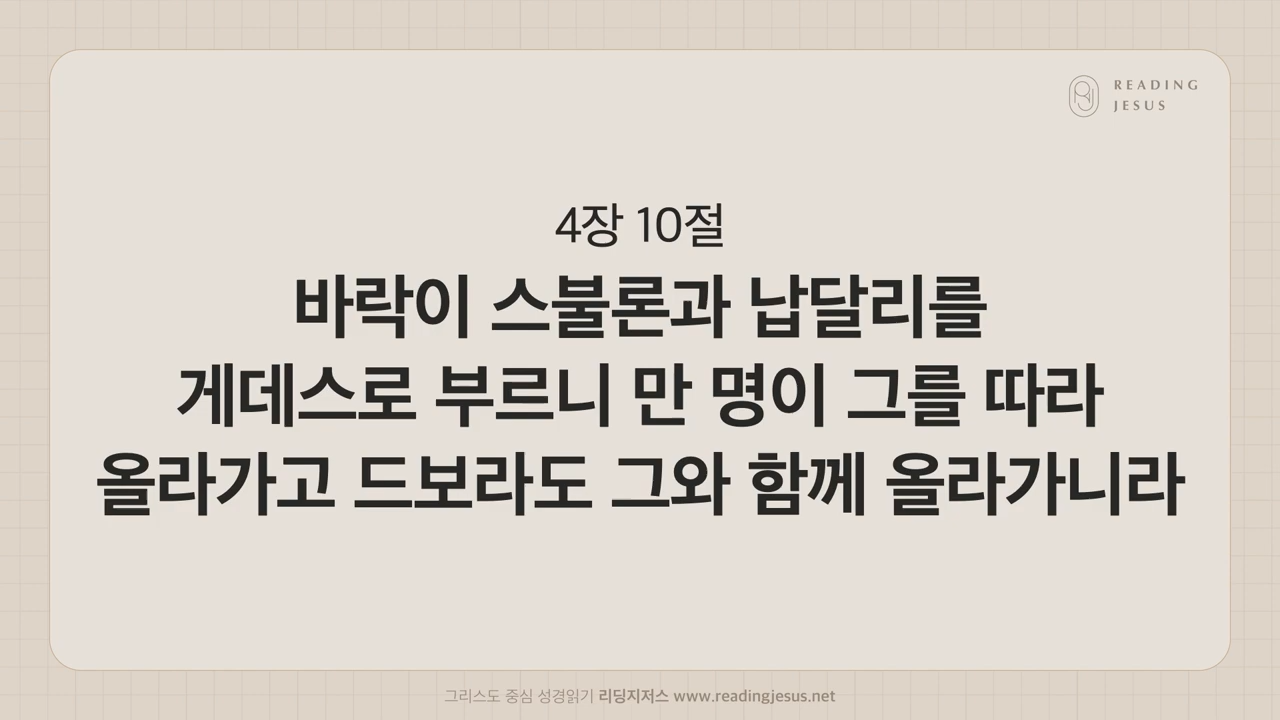 READING
JESUS
4장 10절
바락이 스불론과 납달리를
게데스로 부르니 만 명이 그를 따라
올라가고 드보라도 그와 함께 올라가니라
그리스도 중심 성경읽기 리딩지저스 www.readingjesus.net